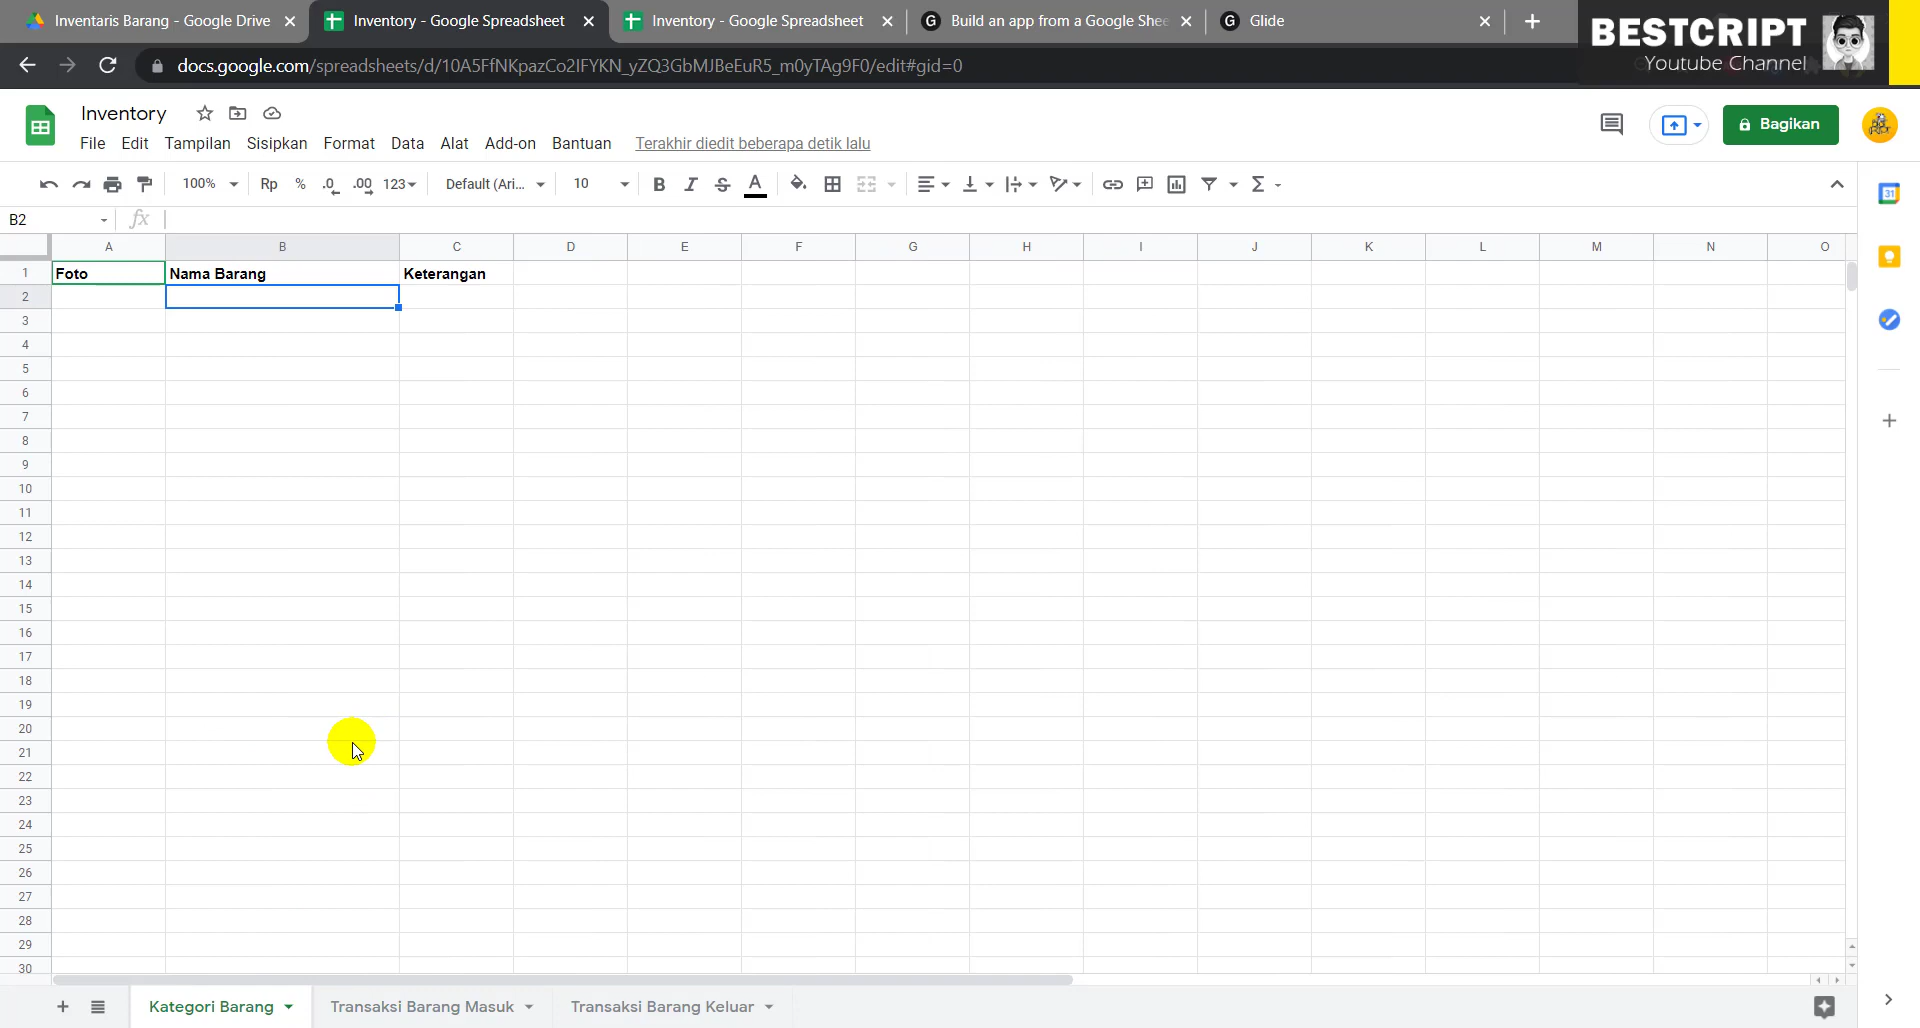 Inventaris Barang - Google Drive
Inventory - Google Spreadsheet
Inventory - Google Spreadsheet
Build an app from a Google Shee
Glide
BESTCRIPT
Youtube Channel
docs.google.com/spreadsheets/d/10A5FfNKpazCo2IFYKN_yZQ3GbMJBeEuR5_m0yTAg9F0/edit#gid=0
Inventory
File Edit Tampilan Sisipkan Format Data Alat Add-on Bantuan Terakhir diedit beberapa detik lalu
Bagikan
100% Rp % .0 .00 123 Default (Ari... 10 B I S A Σ
31
B2 fx
A B C D E F G H I J K L M N O
1 Foto Nama Barang Keterangan
2
3
4
5
6
7
8
9
10
11
12
13
14
15
16
17
18
19
20
21
22
23
24
25
26
27
28
29
30
Kategori Barang Transaksi Barang Masuk Transaksi Barang Keluar